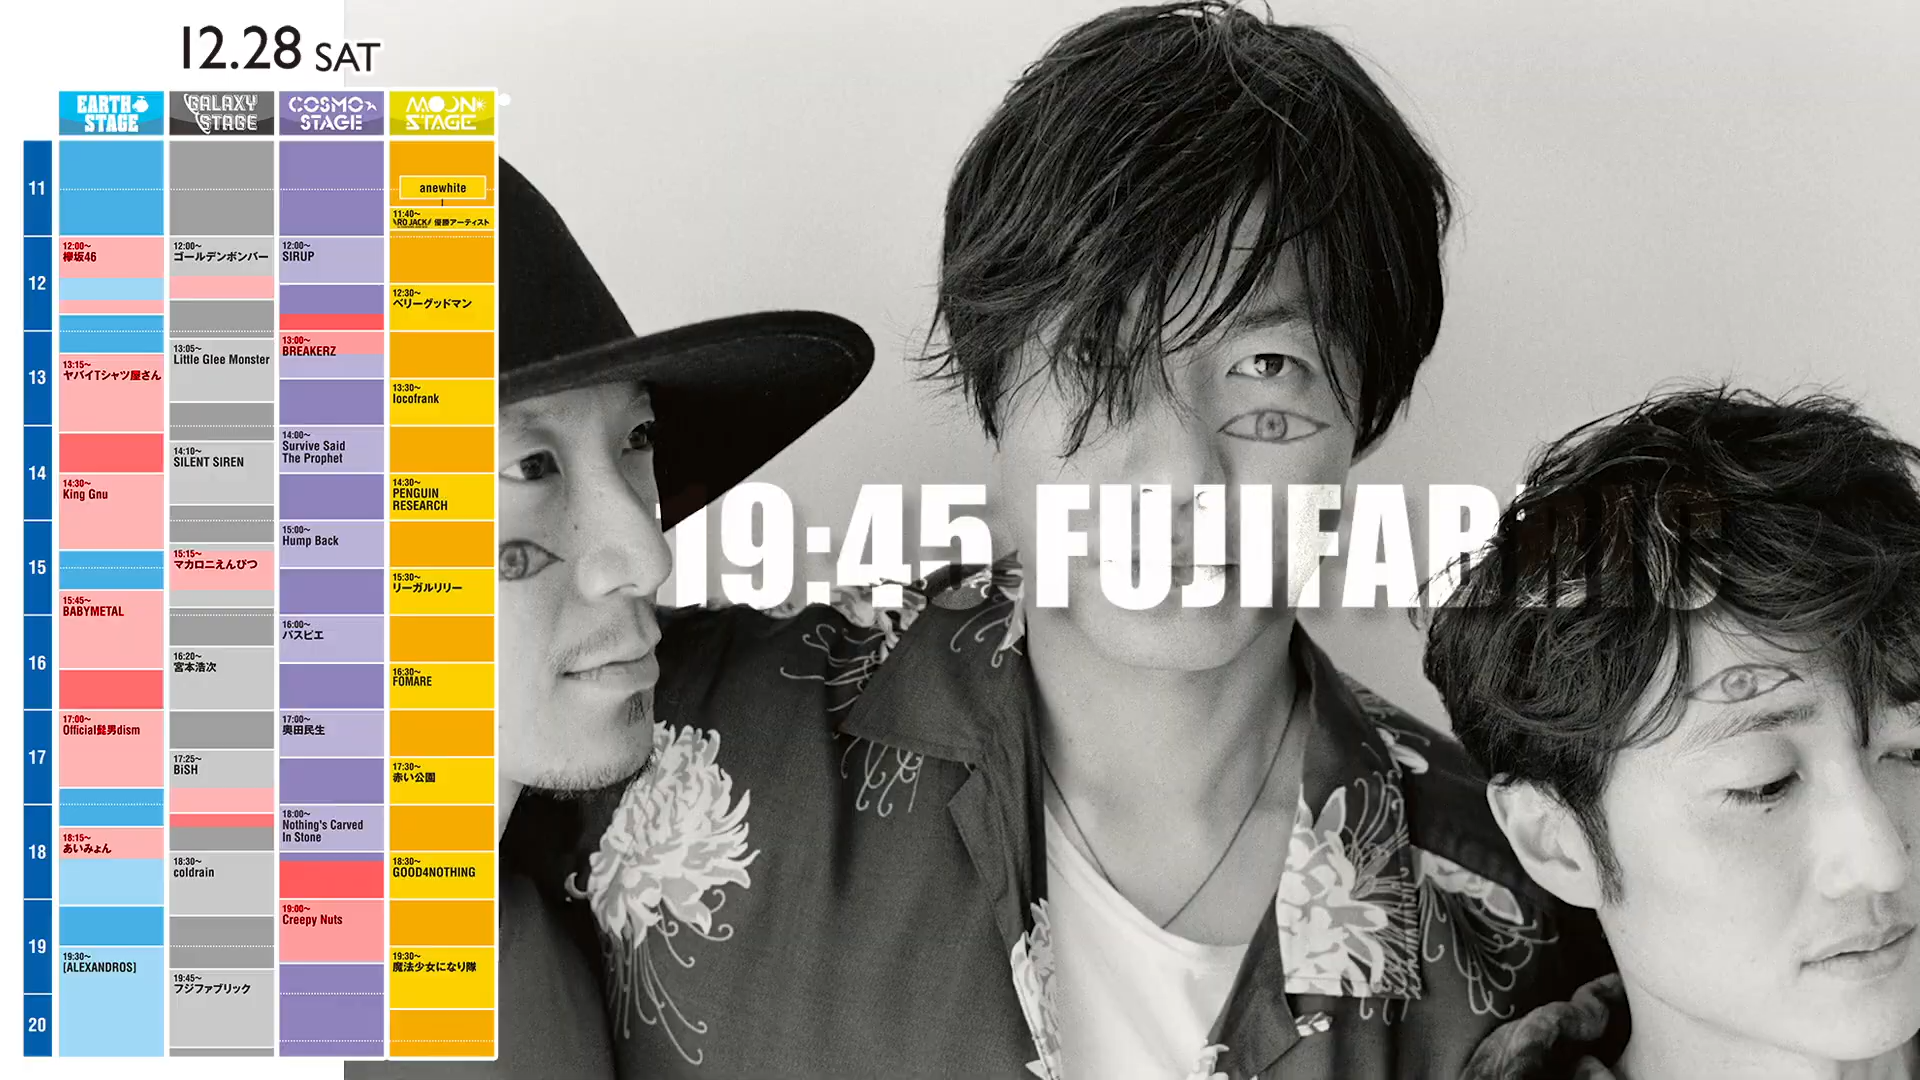 12.28 SAT
EARTH STAGE
GALAXY STAGE
COSMO STAGE
MOON STAGE
11
12
13
14
15
16
17
18
19
20
12:00~
欅坂46
13:15~
ヤバイTシャツ屋さん
14:30~
King Gnu
15:45~
BABYMETAL
17:00~
Official髭男dism
18:15~
あいみょん
19:30~
[ALEXANDROS]
12:00~
ゴールデンボンバー
13:05~
Little Glee Monster
14:10~
SILENT SIREN
15:15~
マカロニえんぴつ
16:20~
宮本浩次
17:25~
BiSH
18:30~
coldrain
19:45~
フジファブリック
12:00~
SIRUP
13:00~
BREAKERZ
14:00~
Survive Said
The Prophet
15:00~
Hump Back
16:00~
パスピエ
17:00~
奥田民生
18:00~
Nothing's Carved
In Stone
19:00~
Creepy Nuts
anewhite
11:40~
RO JACK 優勝アーティスト
12:30~
ベリーグッドマン
13:30~
locofrank
14:30~
PENGUIN
RESEARCH
15:30~
リーガルリリー
16:30~
FOMARE
17:30~
赤い公園
18:30~
GOOD4NOTHING
19:30~
魔法少女になり隊
19:45 FUJIFABRIC